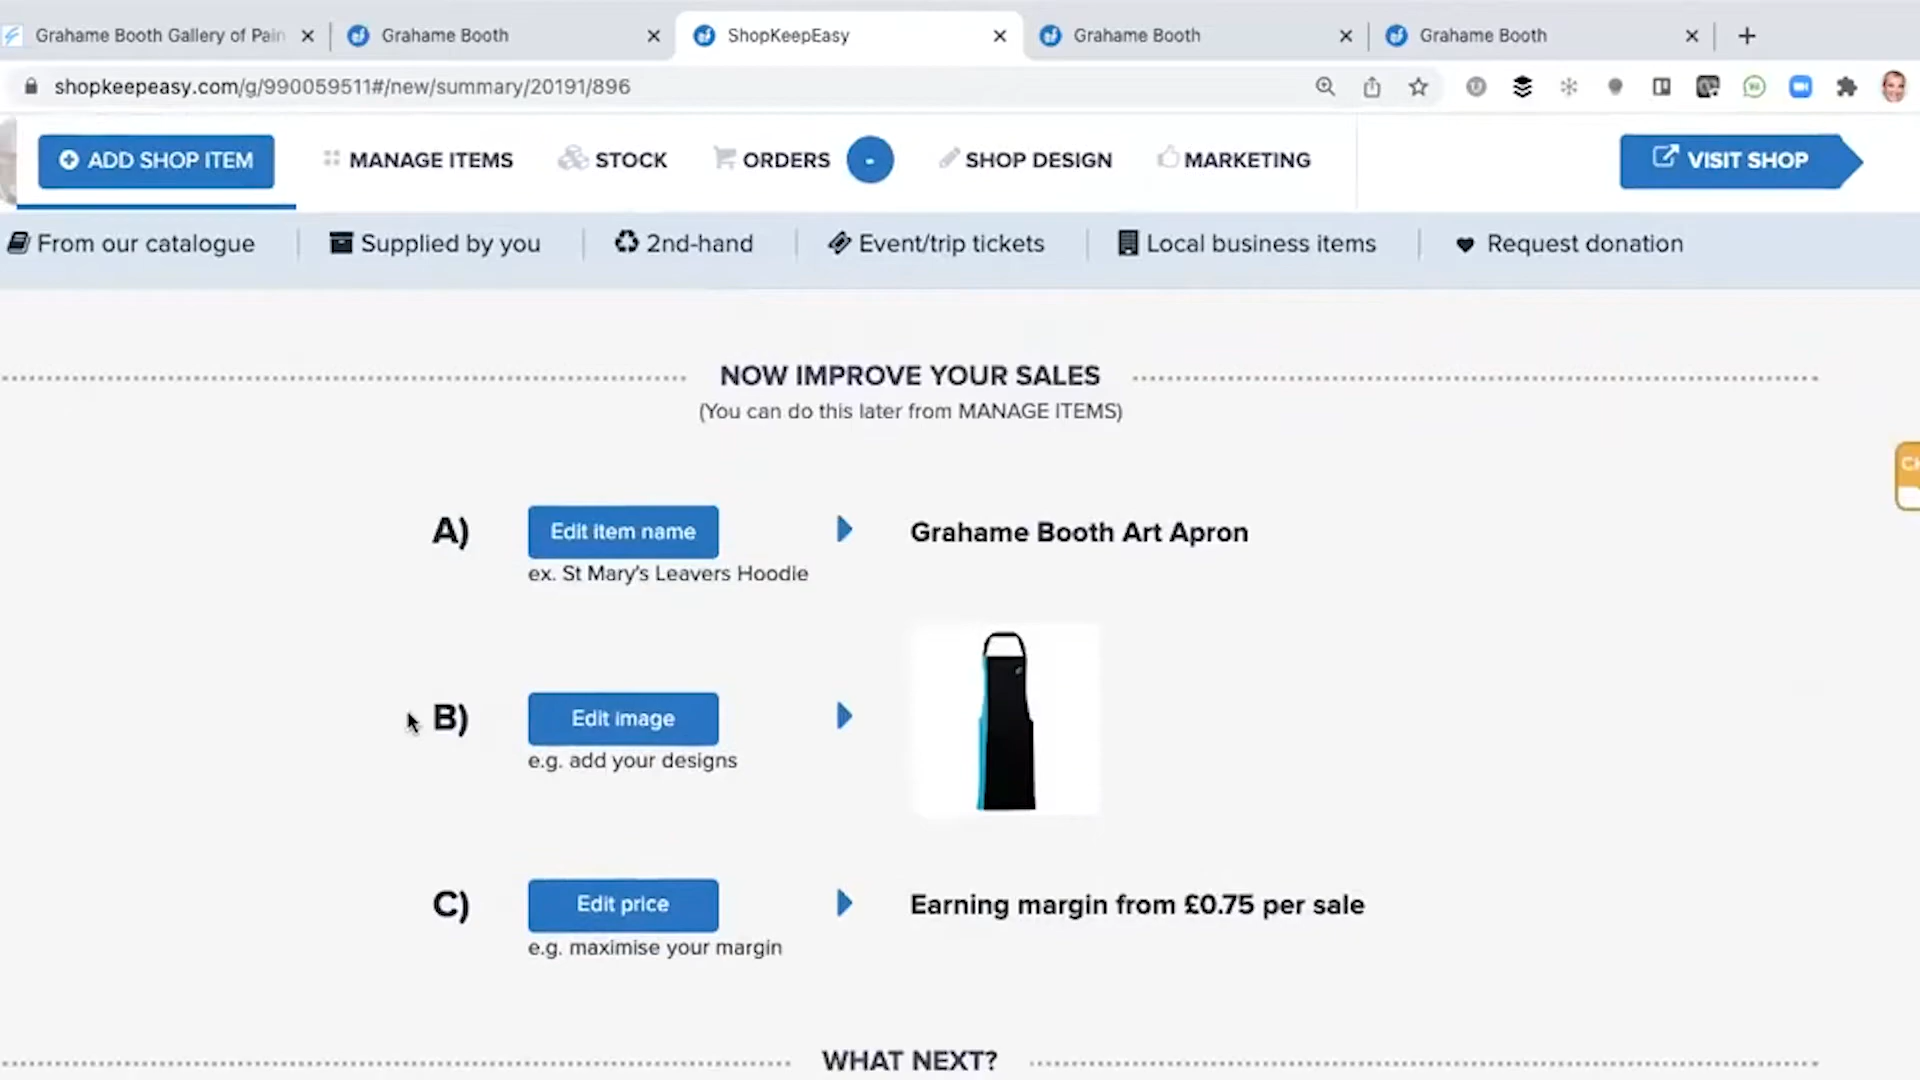 Grahame Booth Gallery of Pain
Grahame Booth
ShopKeepEasy
Grahame Booth
Grahame Booth
shopkeepeasy.com/g/990059511#/new/summary/20191/896
ADD SHOP ITEM
MANAGE ITEMS
STOCK
ORDERS
-
SHOP DESIGN
MARKETING
VISIT SHOP
From our catalogue
Supplied by you
2nd-hand
Event/trip tickets
Local business items
Request donation
NOW IMPROVE YOUR SALES
(You can do this later from MANAGE ITEMS)
A)
Edit item name
Grahame Booth Art Apron
ex. St Mary's Leavers Hoodie
B)
Edit image
e.g. add your designs
C)
Edit price
Earning margin from £0.75 per sale
e.g. maximise your margin
WHAT NEXT?